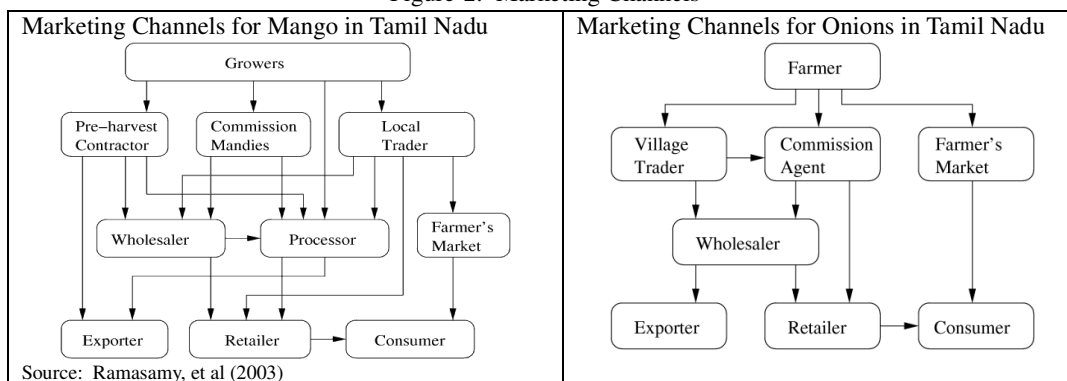 Figure 2: Marketing Channels
Marketing Channels for Mango in Tamil Nadu
Growers
Pre-harvest
Contractor
Commission
Mandies
Local
Trader
Wholesaler
Processor
Farmer's
Market
Exporter
Retailer
Consumer
Source: Ramasamy, et al (2003)
Marketing Channels for Onions in Tamil Nadu
Farmer
Village
Trader
Commission
Agent
Farmer's
Market
Wholesaler
Exporter
Retailer
Consumer